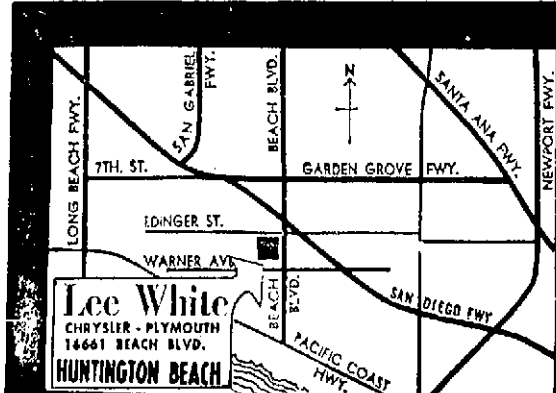 SAN GABRIEL
FWY.
BEACH BLVD.
N
SANTA ANA FWY.
NEWPORT FWY.
LONG BEACH FWY.
7TH. ST.
GARDEN GROVE FWY.
EDINGER ST.
WARNER AVE
BEACH
BLVD.
SAN DIEGO FWY
PACIFIC COAST
HWY.
Lee White
CHRYSLER - PLYMOUTH
16661 BEACH BLVD.
HUNTINGTON BEACH